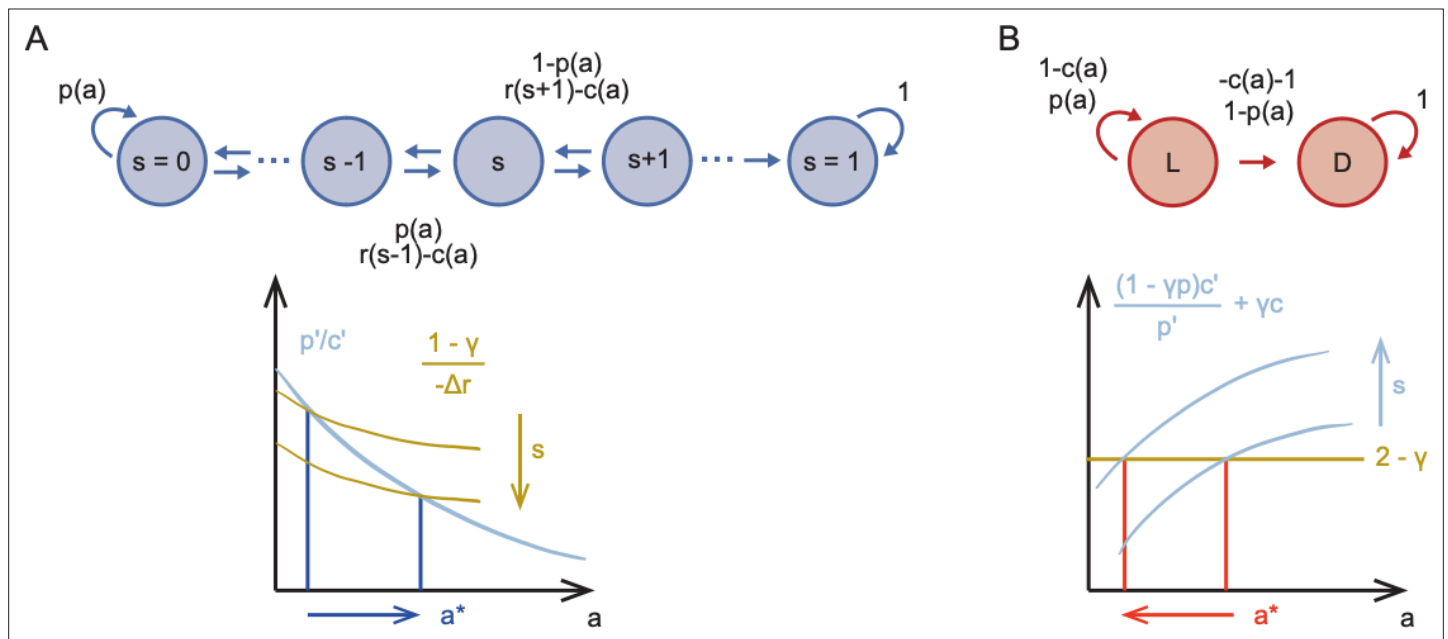 A
1-p(a)
r(s+1)-c(a)
p(a)
1
s = 0
s -1
s
s+1
s = 1
p(a)
r(s-1)-c(a)
p'/c'
1 - γ
-Δr
s
a*
a
B
1-c(a)
p(a)
-c(a)-1
1-p(a)
1
L
D
(1 - γp)c'
p'
+ γc
s
2 - γ
a*
a